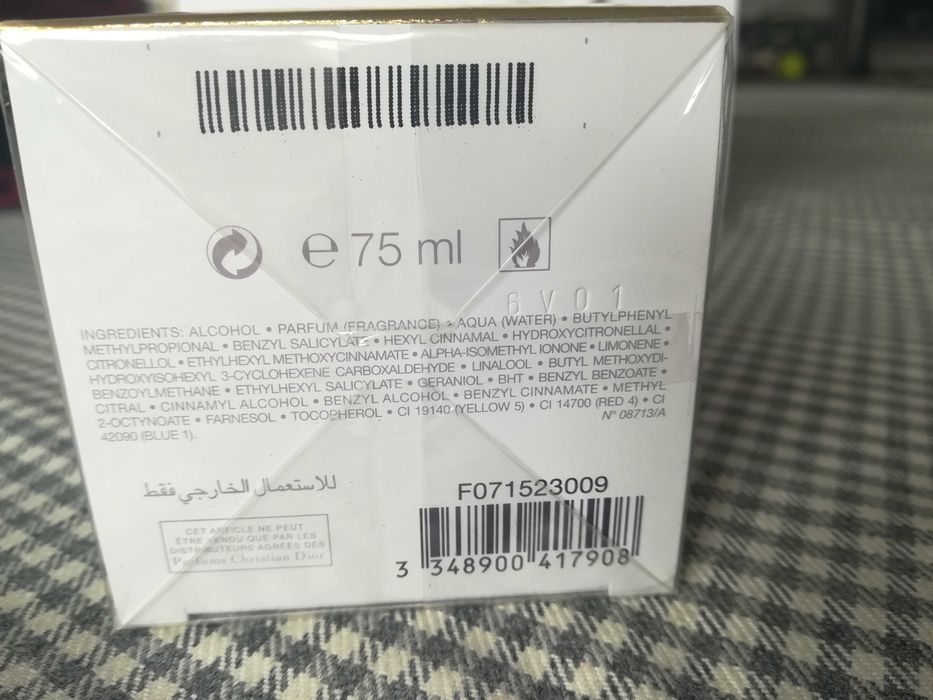 ℮ 75 ml
6V01
INGREDIENTS: ALCOHOL • PARFUM (FRAGRANCE) • AQUA (WATER) • BUTYLPHENYL
METHYLPROPIONAL • BENZYL SALICYLATE • HEXYL CINNAMAL • HYDROXYCITRONELLAL •
CITRONELLOL • ETHYLHEXYL METHOXYCINNAMATE • ALPHA-ISOMETHYL IONONE • LIMONENE •
HYDROXYISOHEXYL 3-CYCLOHEXENE CARBOXALDEHYDE • LINALOOL • BUTYL METHOXYDI-
BENZOYLMETHANE • ETHYLHEXYL SALICYLATE • GERANIOL • BHT • BENZYL BENZOATE •
CITRAL • CINNAMYL ALCOHOL • BENZYL ALCOHOL • BENZYL CINNAMATE • METHYL
2-OCTYNOATE • FARNESOL • TOCOPHEROL • CI 19140 (YELLOW 5) • CI 14700 (RED 4) • CI
42090 (BLUE 1).
N° 08713/A
للاستعمال الخارجي فقط
F071523009
CET ARTICLE NE PEUT
ÊTRE VENDU QUE PAR LES
DISTRIBUTEURS AGRÉÉS DES
Parfums Christian Dior
3 348900 417908